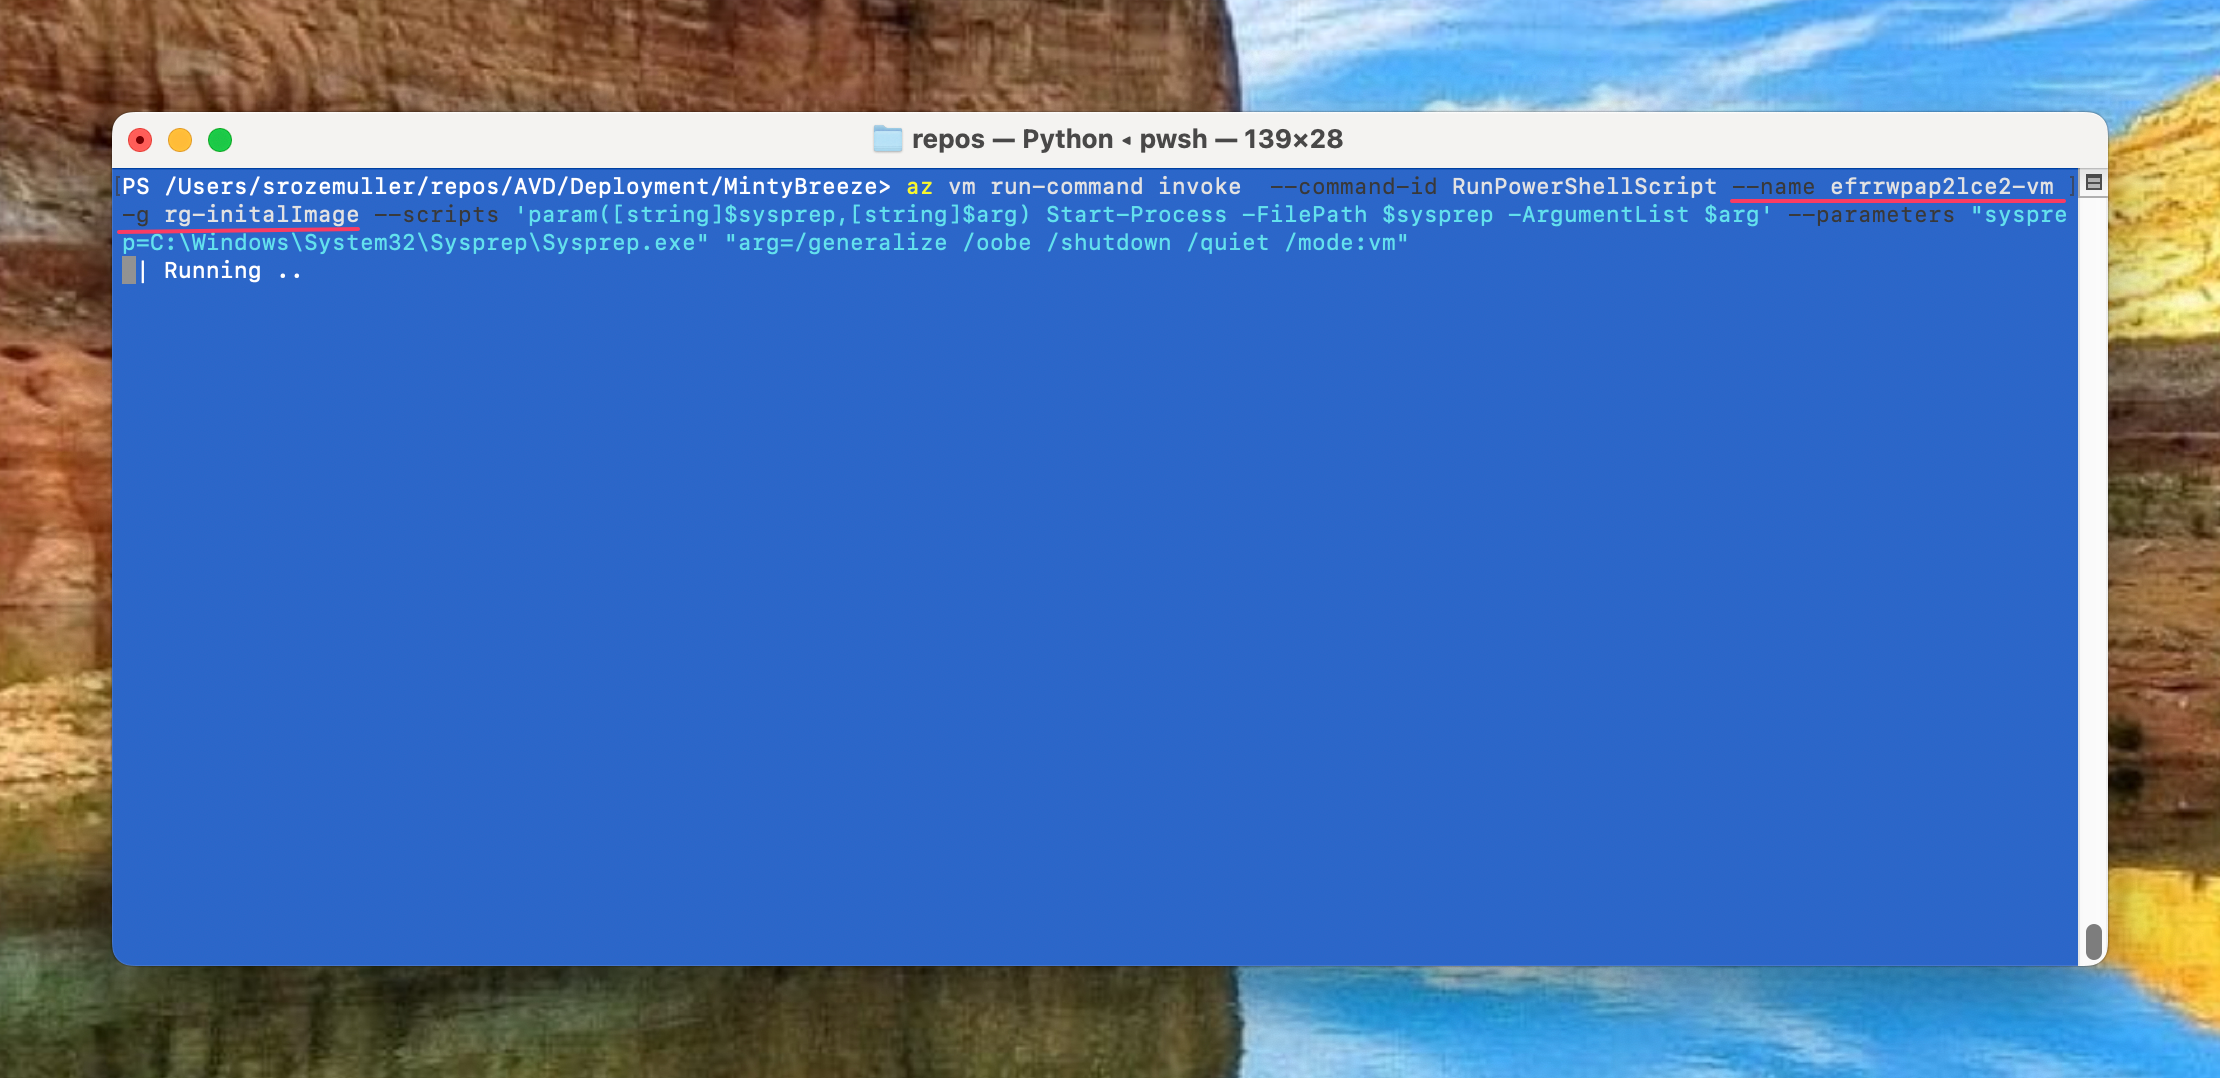 repos — Python ◂ pwsh — 139×28
PS /Users/srozemuller/repos/AVD/Deployment/MintyBreeze> az vm run-command invoke  --command-id RunPowerShellScript --name efrrwpap2lce2-vm
-g rg-initalImage --scripts 'param([string]$sysprep,[string]$arg) Start-Process -FilePath $sysprep -ArgumentList $arg' --parameters "syspre
p=C:\Windows\System32\Sysprep\Sysprep.exe" "arg=/generalize /oobe /shutdown /quiet /mode:vm"
| Running ..